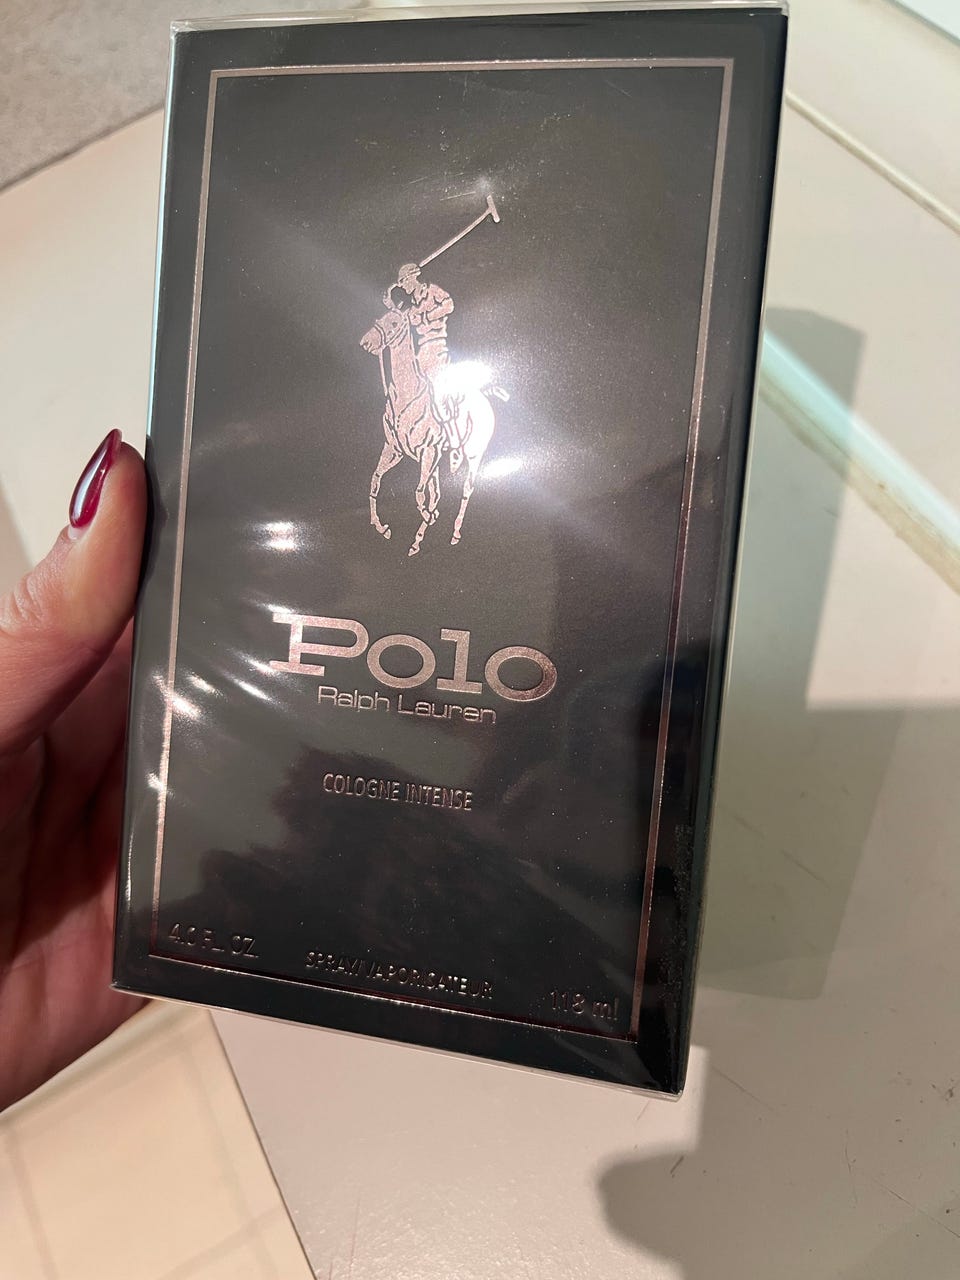 Polo
Ralph Lauren
COLOGNE INTENSE
4.0 FL. OZ.
SPRAY/VAPORISATEUR
118 ml